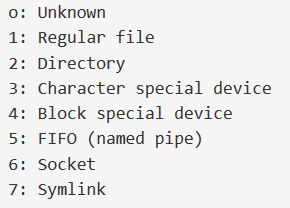 o: Unknown
1: Regular file
2: Directory
3: Character special device
4: Block special device
5: FIFO (named pipe)
6: Socket
7: Symlink